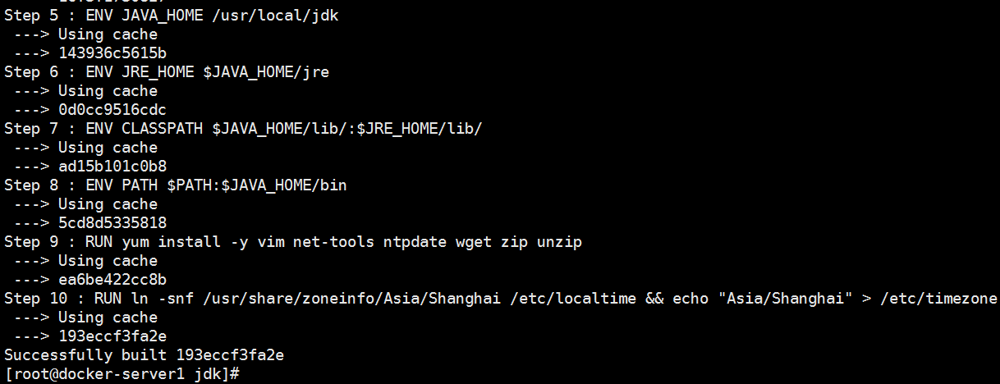 Step 5 : ENV JAVA_HOME /usr/local/jdk
 ---> Using cache
 ---> 143936c5615b
Step 6 : ENV JRE_HOME $JAVA_HOME/jre
 ---> Using cache
 ---> 0d0cc9516cdc
Step 7 : ENV CLASSPATH $JAVA_HOME/lib/:$JRE_HOME/lib/
 ---> Using cache
 ---> ad15b101c0b8
Step 8 : ENV PATH $PATH:$JAVA_HOME/bin
 ---> Using cache
 ---> 5cd8d5335818
Step 9 : RUN yum install -y vim net-tools ntpdate wget zip unzip
 ---> Using cache
 ---> ea6be422cc8b
Step 10 : RUN ln -snf /usr/share/zoneinfo/Asia/Shanghai /etc/localtime && echo "Asia/Shanghai" > /etc/timezone
 ---> Using cache
 ---> 193eccf3fa2e
Successfully built 193eccf3fa2e
[root@docker-server1 jdk]#